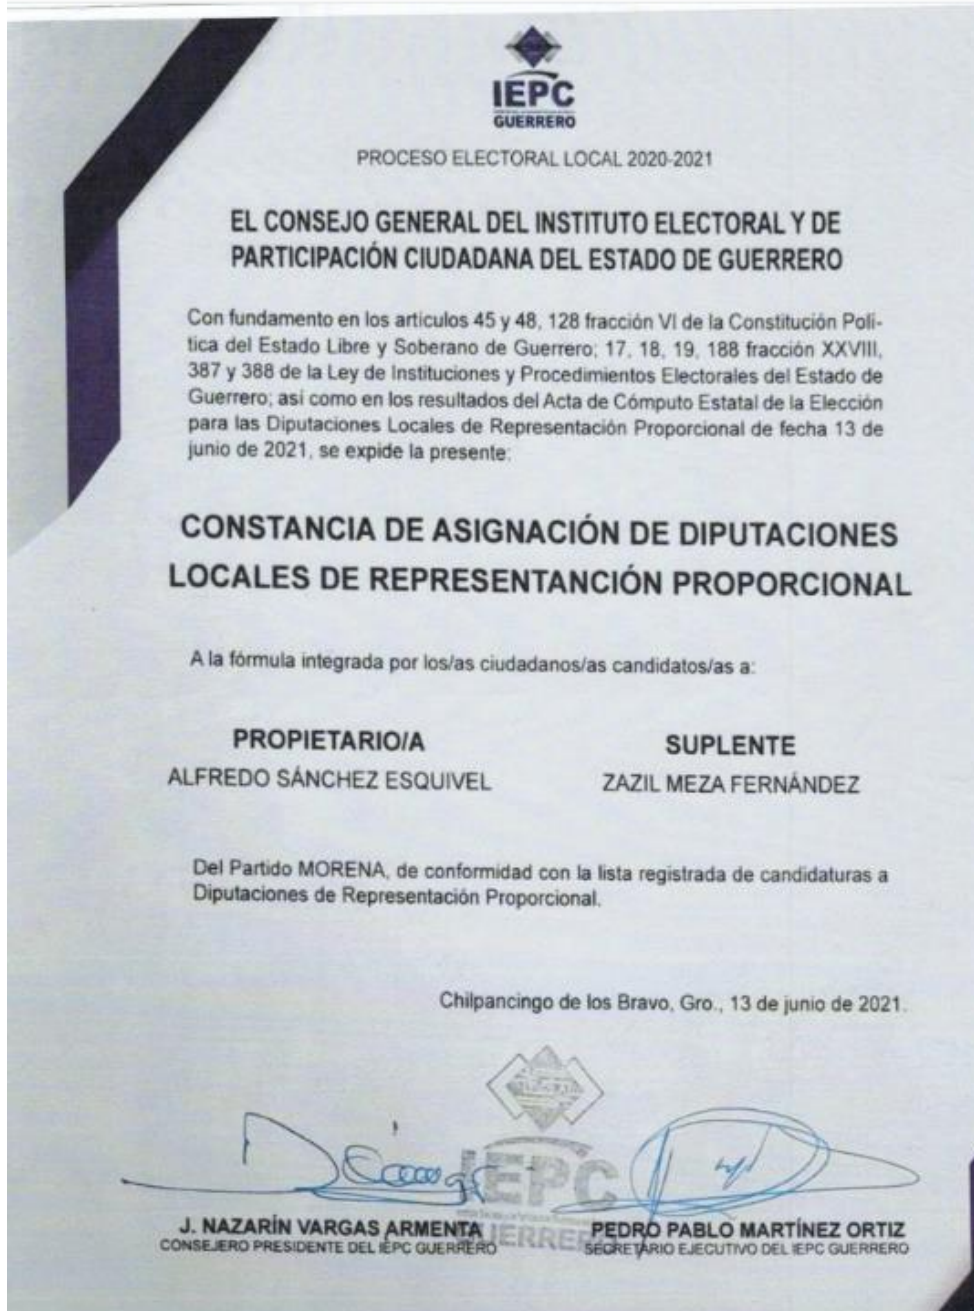 IEPC
GUERRERO
PROCESO ELECTORAL LOCAL 2020-2021
EL CONSEJO GENERAL DEL INSTITUTO ELECTORAL Y DE
PARTICIPACIÓN CIUDADANA DEL ESTADO DE GUERRERO
Con fundamento en los articulos 45 y 48, 128 fracción VI de la Constitución Polí-
tica del Estado Libre y Soberano de Guerrero; 17, 18, 19, 188 fracción XXVIII,
387 y 388 de la Ley de Instituciones y Procedimientos Electorales del Estado de
Guerrero; así como en los resultados del Acta de Cómputo Estatal de la Elección
para las Diputaciones Locales de Representación Proporcional de fecha 13 de
junio de 2021, se expide la presente:
CONSTANCIA DE ASIGNACIÓN DE DIPUTACIONES
LOCALES DE REPRESENTANCIÓN PROPORCIONAL
A la fórmula integrada por los/as ciudadanos/as candidatos/as a:
PROPIETARIO/A SUPLENTE
ALFREDO SÁNCHEZ ESQUIVEL ZAZIL MEZA FERNÁNDEZ
Del Partido MORENA, de conformidad con la lista registrada de candidaturas a
Diputaciones de Representación Proporcional.
Chilpancingo de los Bravo, Gro., 13 de junio de 2021.
IEPC
GUERRERO
J. NAZARÍN VARGAS ARMENTA PEDRO PABLO MARTÍNEZ ORTIZ
CONSEJERO PRESIDENTE DEL IEPC GUERRERO SECRETARIO EJECUTIVO DEL IEPC GUERRERO